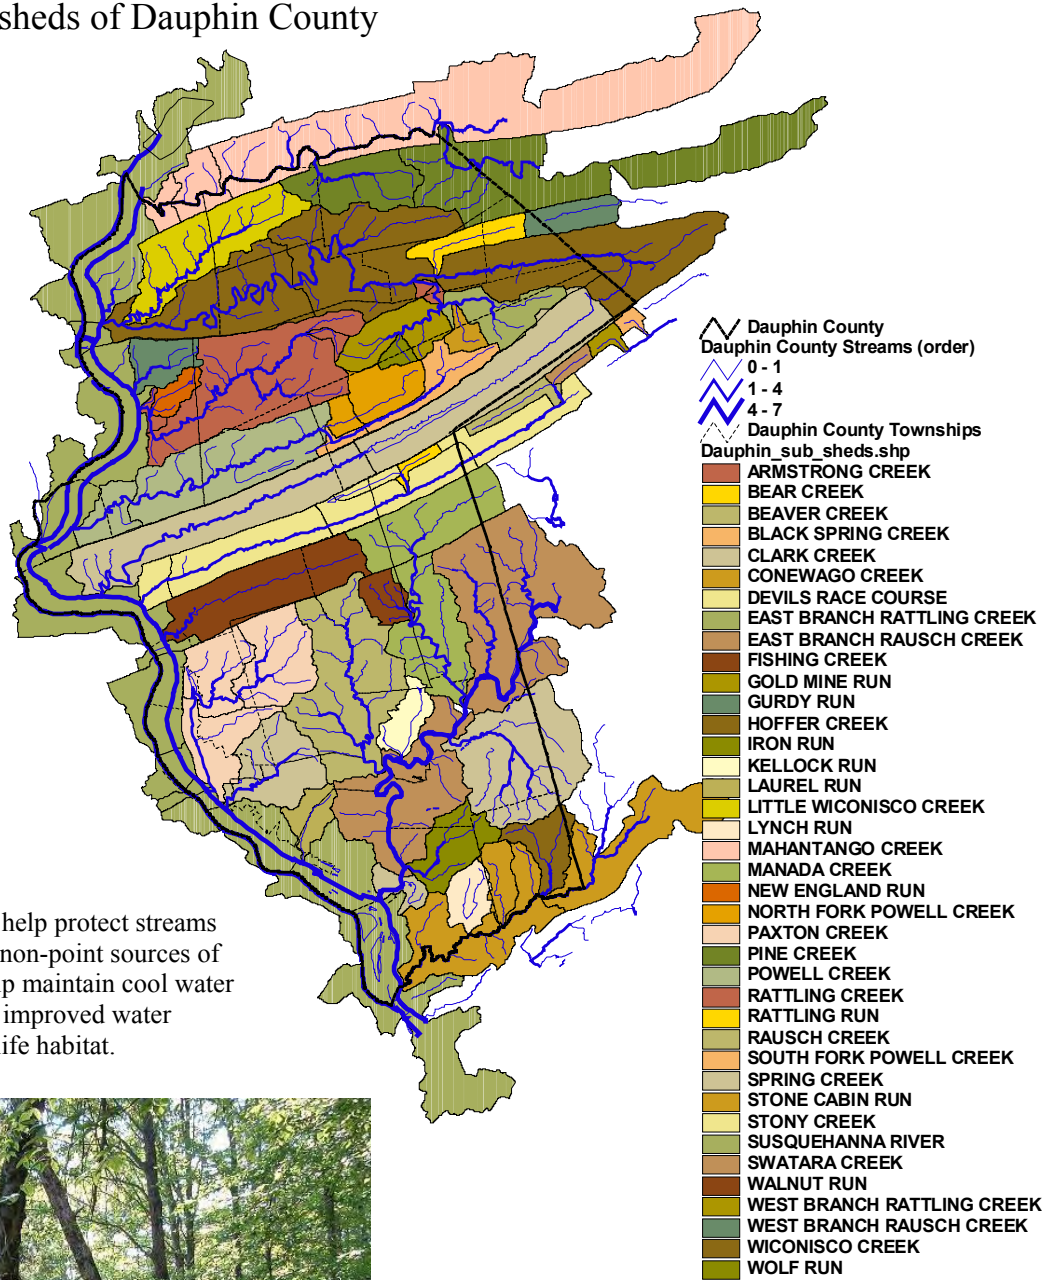 sheds of Dauphin County
Dauphin County
Dauphin County Streams (order)
0 - 1
1 - 4
4 - 7
Dauphin County Townships
Dauphin_sub_sheds.shp
ARMSTRONG CREEK
BEAR CREEK
BEAVER CREEK
BLACK SPRING CREEK
CLARK CREEK
CONEWAGO CREEK
DEVILS RACE COURSE
EAST BRANCH RATTLING CREEK
EAST BRANCH RAUSCH CREEK
FISHING CREEK
GOLD MINE RUN
GURDY RUN
HOFFER CREEK
IRON RUN
KELLOCK RUN
LAUREL RUN
LITTLE WICONISCO CREEK
LYNCH RUN
MAHANTANGO CREEK
MANADA CREEK
NEW ENGLAND RUN
NORTH FORK POWELL CREEK
PAXTON CREEK
PINE CREEK
POWELL CREEK
RATTLING CREEK
RATTLING RUN
RAUSCH CREEK
SOUTH FORK POWELL CREEK
SPRING CREEK
STONE CABIN RUN
STONY CREEK
SUSQUEHANNA RIVER
SWATARA CREEK
WALNUT RUN
WEST BRANCH RATTLING CREEK
WEST BRANCH RAUSCH CREEK
WICONISCO CREEK
WOLF RUN
help protect streams
non-point sources of
p maintain cool water
improved water
life habitat.